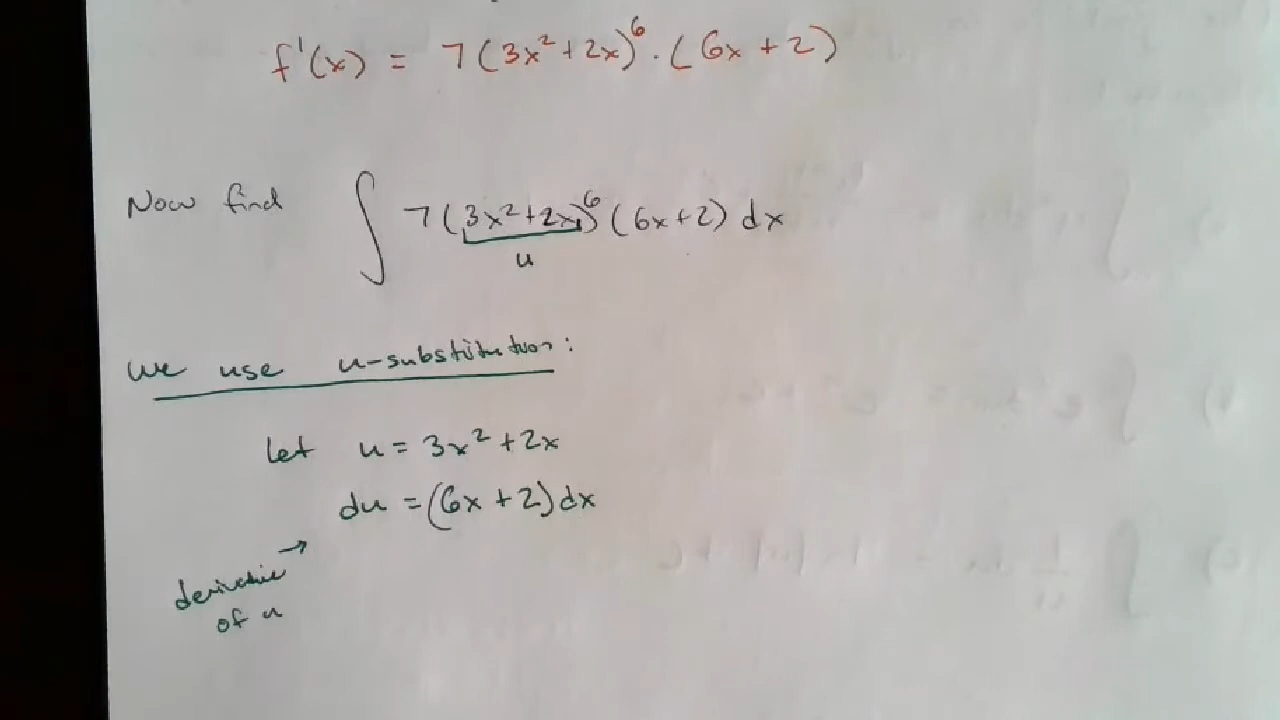 f'(x) = 7(3x²+2x)⁶ · (6x + 2)
Now find ∫ 7(3x²+2x)⁶ (6x+2) dx
u
We use u-substitution:
Let u = 3x² + 2x
du = (6x + 2) dx
derivative →
of u